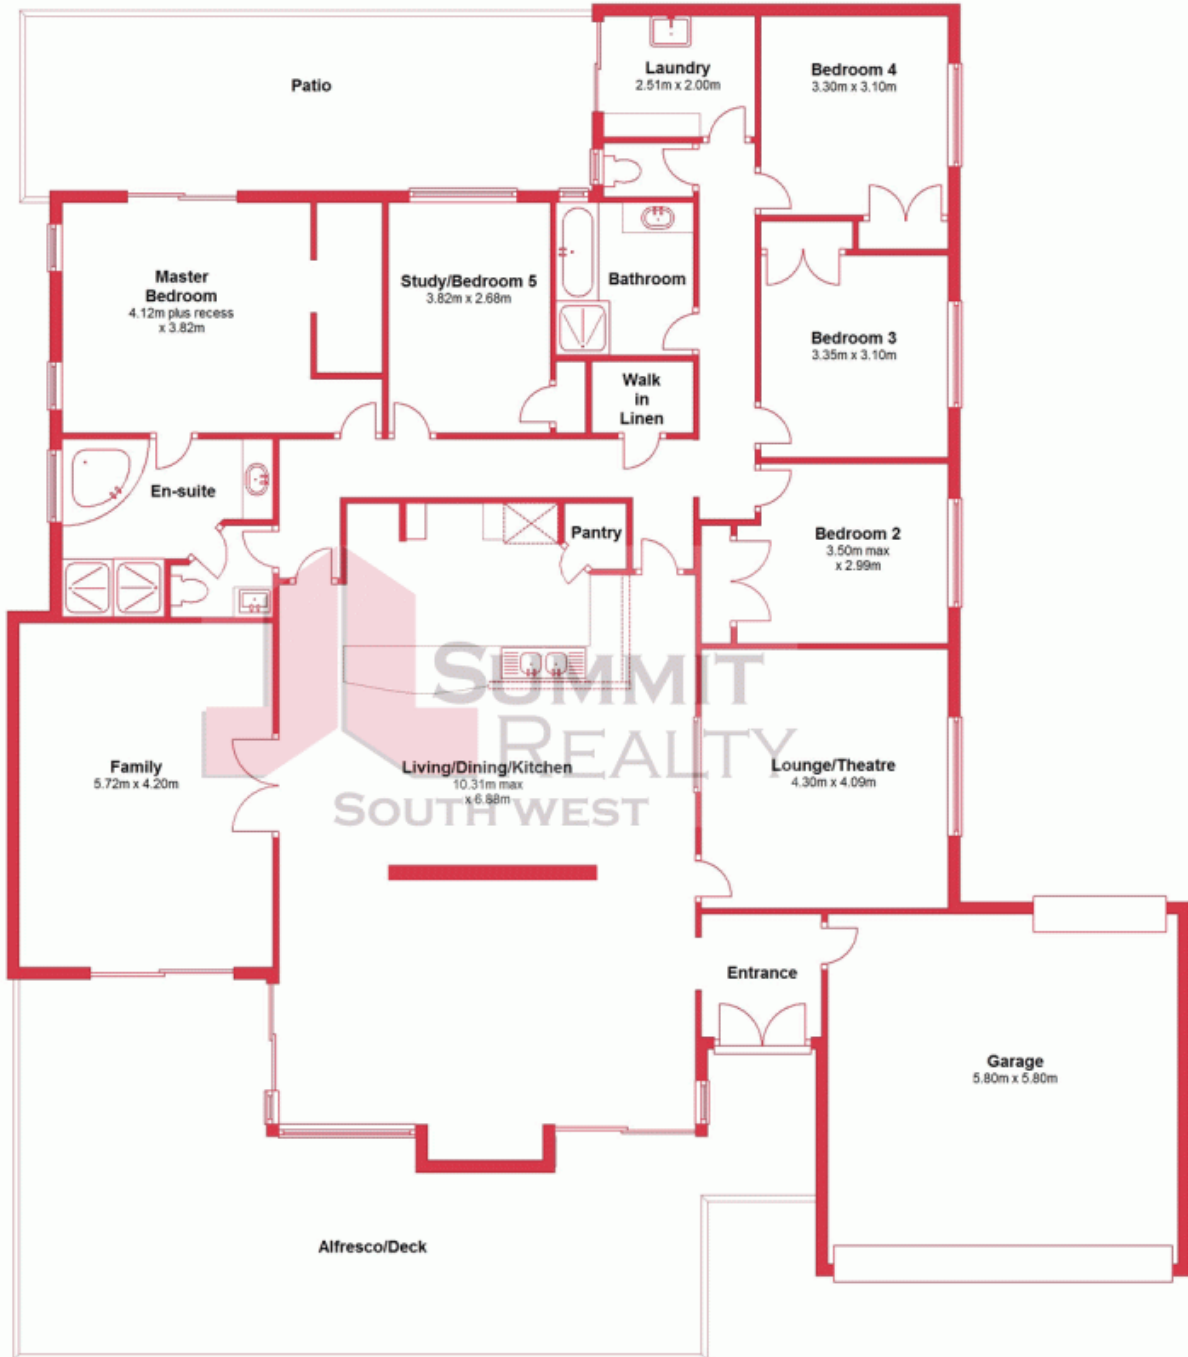 Patio
Laundry
2.51m x 2.00m
Bedroom 4
3.30m x 3.10m
Master
Bedroom
4.12m plus recess
x 3.82m
Study/Bedroom 5
3.82m x 2.68m
Bathroom
Bedroom 3
3.35m x 3.10m
Walk
in
Linen
En-suite
Pantry
Bedroom 2
3.50m max
x 2.99m
SUMMIT
REALTY
SOUTH WEST
Family
5.72m x 4.20m
Living/Dining/Kitchen
10.31m max
x 6.88m
Lounge/Theatre
4.30m x 4.09m
Entrance
Garage
5.80m x 5.80m
Alfresco/Deck